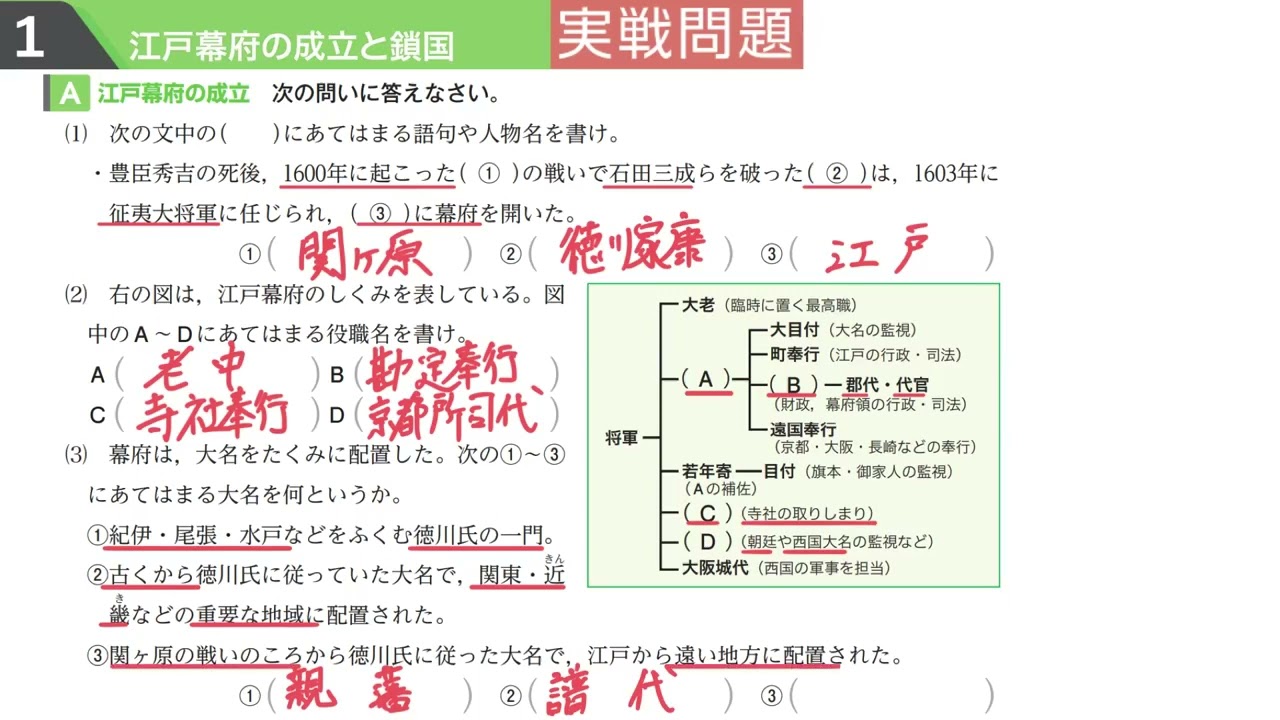 1 江戸幕府の成立と鎖国 実戦問題
A 江戸幕府の成立 次の問いに答えなさい。
⑴ 次の文中の( )にあてはまる語句や人物名を書け。
・豊臣秀吉の死後，1600年に起こった( ① )の戦いで石田三成らを破った( ② )は，1603年に
征夷大将軍に任じられ，( ③ )に幕府を開いた。
①( 関ヶ原 ) ②( 徳川家康 ) ③( 江戸 )
⑵ 右の図は，江戸幕府のしくみを表している。図
中のA～Dにあてはまる役職名を書け。
A( 老中 ) B( 勘定奉行 )
C( 寺社奉行 ) D( 京都所司代 )
⑶ 幕府は，大名をたくみに配置した。次の①～③
にあてはまる大名を何というか。
①紀伊・尾張・水戸などをふくむ徳川氏の一門。
②古くから徳川氏に従っていた大名で，関東・近
きん
畿などの重要な地域に配置された。
き
③関ヶ原の戦いのころから徳川氏に従った大名で，江戸から遠い地方に配置された。
①( 親藩 ) ②( 譜代 ) ③( )
将軍
大老（臨時に置く最高職）
( A )
大目付（大名の監視）
町奉行（江戸の行政・司法）
( B ) 郡代・代官
（財政，幕府領の行政・司法）
遠国奉行
（京都・大阪・長崎などの奉行）
若年寄 目付（旗本・御家人の監視）
（Aの補佐）
( C )（寺社の取りしまり）
( D )（朝廷や西国大名の監視など）
大阪城代（西国の軍事を担当）